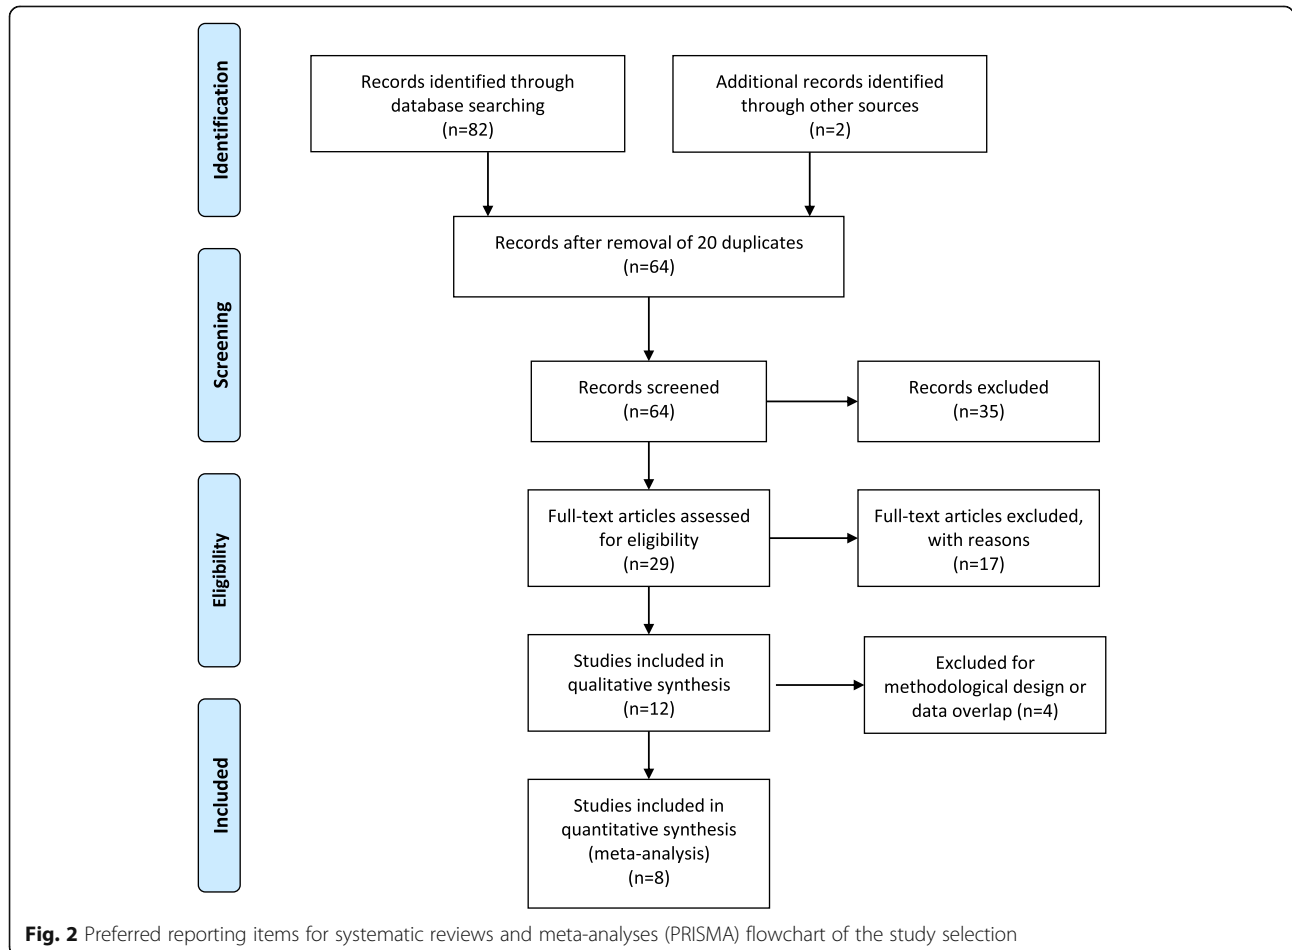 Identification
Records identified through
database searching
(n=82)
Additional records identified
through other sources
(n=2)
Records after removal of 20 duplicates
(n=64)
Screening
Records screened
(n=64)
Records excluded
(n=35)
Eligibility
Full-text articles assessed
for eligibility
(n=29)
Full-text articles excluded,
with reasons
(n=17)
Studies included in
qualitative synthesis
(n=12)
Excluded for
methodological design or
data overlap (n=4)
Included
Studies included in
quantitative synthesis
(meta-analysis)
(n=8)
Fig. 2 Preferred reporting items for systematic reviews and meta-analyses (PRISMA) flowchart of the study selection